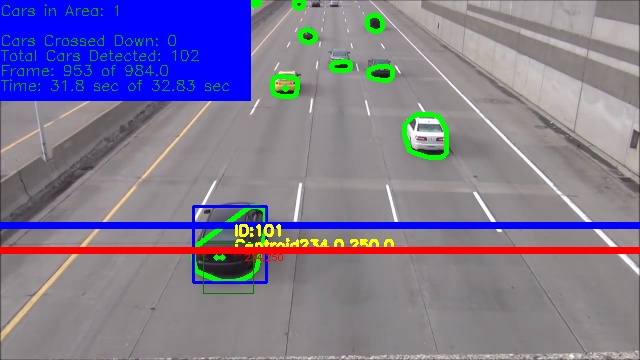 Cars in Area: 1
Cars Crossed Down: 0
Total Cars Detected: 102
Frame: 953 of 984.0
Time: 31.8 sec of 32.83 sec
ID:101
Centroid234.0 250.0